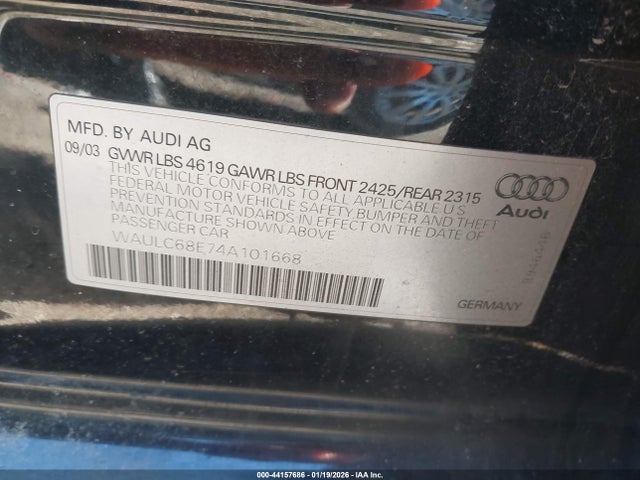 MFD. BY AUDI AG
09/03 GVWR LBS 4619 GAWR LBS FRONT 2425/REAR 2315
THIS VEHICLE CONFORMS TO ALL APPLICABLE U.S
FEDERAL MOTOR VEHICLE SAFETY BUMPER AND THEFT
PREVENTION STANDARDS IN EFFECT ON THE DATE OF
MANUFACTURE SHOWN ABOVE
PASSENGER CAR
WAULC68E74A101668
Audi
GERMANY
000-44157686 | 01/19/2026 | IAA Inc.